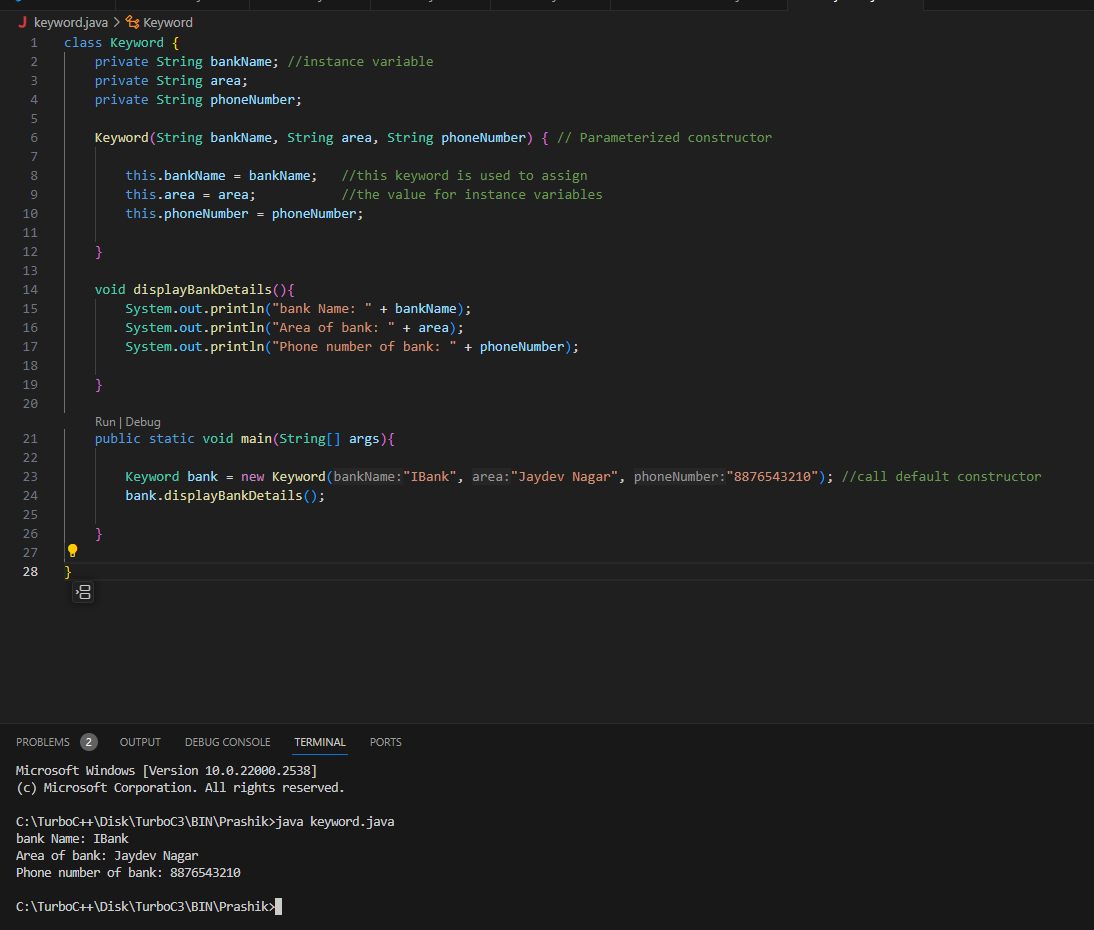 keyword.java > Keyword
1 class Keyword {
2 private String bankName; //instance variable
3 private String area;
4 private String phoneNumber;
5
6 Keyword(String bankName, String area, String phoneNumber) { // Parameterized constructor
7
8 this.bankName = bankName; //this keyword is used to assign
9 this.area = area; //the value for instance variables
10 this.phoneNumber = phoneNumber;
11
12 }
13
14 void displayBankDetails(){
15 System.out.println("bank Name: " + bankName);
16 System.out.println("Area of bank: " + area);
17 System.out.println("Phone number of bank: " + phoneNumber);
18
19 }
20
Run | Debug
21 public static void main(String[] args){
22
23 Keyword bank = new Keyword(bankName:"IBank", area:"Jaydev Nagar", phoneNumber:"8876543210"); //call default constructor
24 bank.displayBankDetails();
25
26 }
27
28 }
PROBLEMS 2 OUTPUT DEBUG CONSOLE TERMINAL PORTS
Microsoft Windows [Version 10.0.22000.2538]
(c) Microsoft Corporation. All rights reserved.
C:\TurboC++\Disk\TurboC3\BIN\Prashik>java keyword.java
bank Name: IBank
Area of bank: Jaydev Nagar
Phone number of bank: 8876543210
C:\TurboC++\Disk\TurboC3\BIN\Prashik>